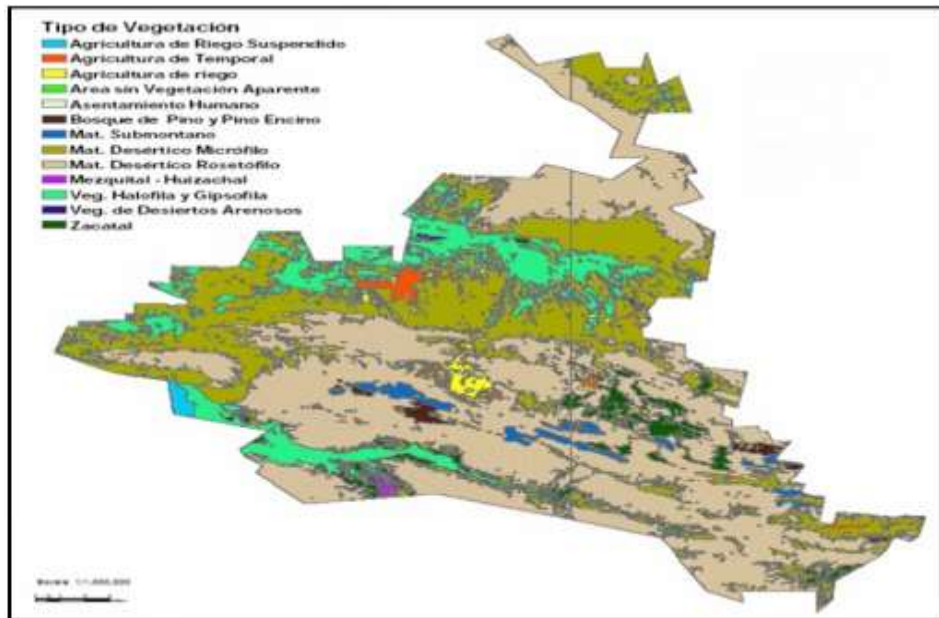 Tipo de Vegetación
Agricultura de Riego Suspendido
Agricultura de Temporal
Agricultura de riego
Area sin Vegetación Aparente
Asentamiento Humano
Bosque de Pino y Pino Encino
Mat. Submontano
Mat. Desértico Micrófilo
Mat. Desértico Rosetófilo
Mezquital - Huizachal
Veg. Halofila y Gipsofila
Veg. de Desiertos Arenosos
Zacatal